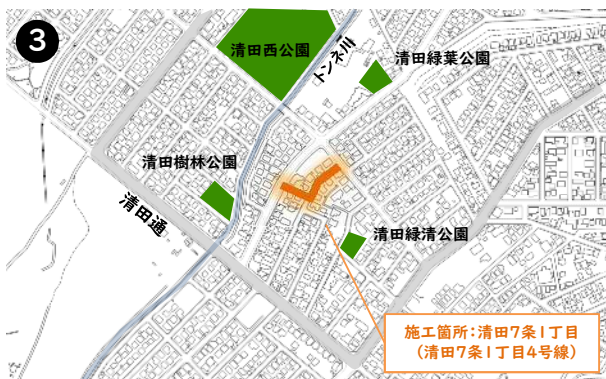 3
清田西公園
トンネ川
清田緑葉公園
清田樹林公園
清田通
清田緑清公園
施工箇所:清田7条1丁目
(清田7条1丁目4号線)